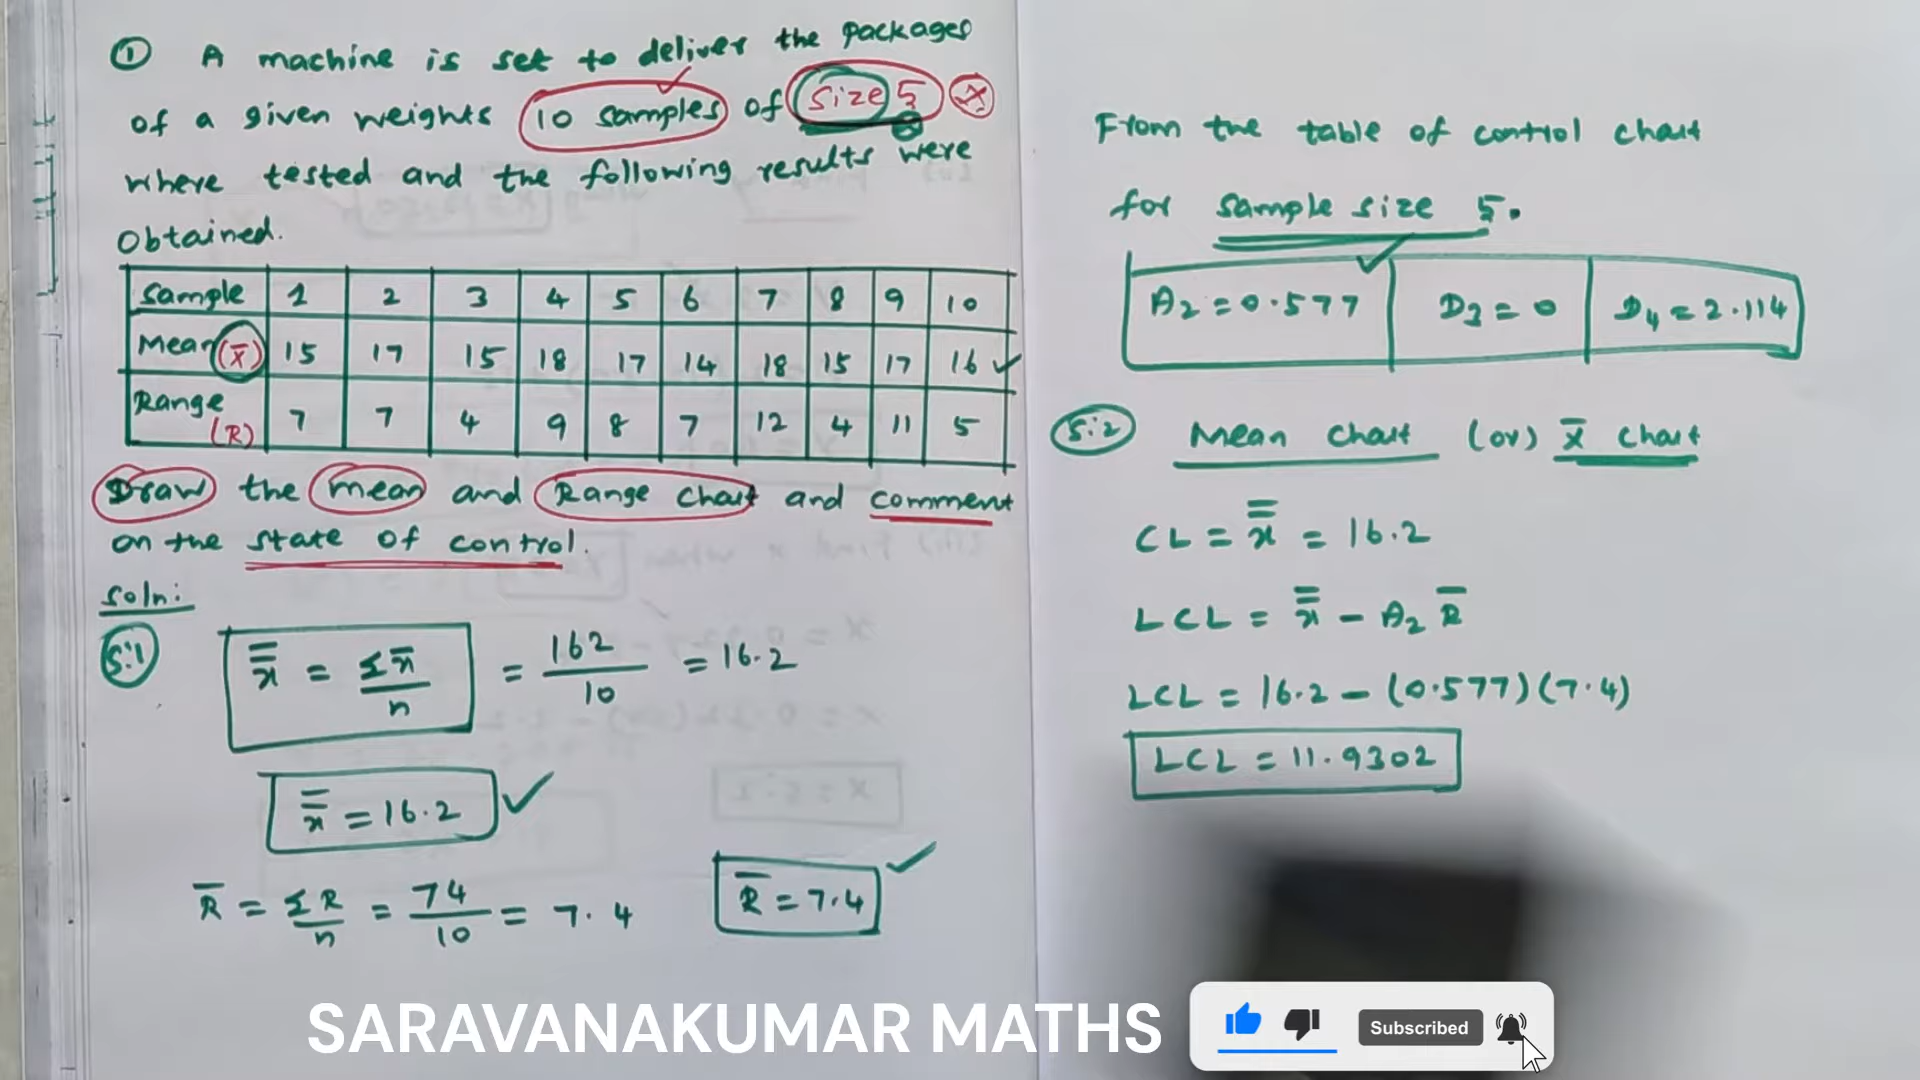 ① A machine is set to deliver the packages
of a given weights 10 samples of size 5
where tested and the following results were
obtained.
Sample 1 2 3 4 5 6 7 8 9 10
Mean (x̄) 15 17 15 18 17 14 18 15 17 16
Range (R) 7 7 4 9 8 7 12 4 11 5
Draw the mean and Range chart and comment
on the state of control.
Soln:
S:1 x̿ = Σx̄/n = 162/10 = 16.2
x̿ = 16.2
R̄ = ΣR/n = 74/10 = 7.4 R̄ = 7.4
From the table of control chart
for sample size 5.
A₂ = 0.577 D₃ = 0 D₄ = 2.114
S:2 Mean chart (or) x̄ chart
CL = x̿ = 16.2
LCL = x̿ - A₂ R̄
LCL = 16.2 - (0.577)(7.4)
LCL = 11.9302
SARAVANAKUMAR MATHS
Subscribed